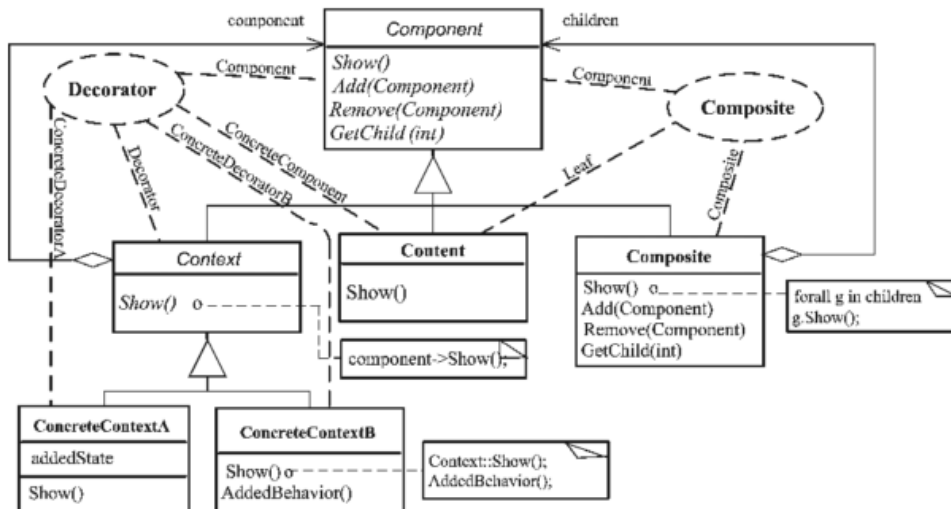 component
Component
children
Show()
Add(Component)
Remove(Component)
GetChild (int)
Decorator
Component
Component
Composite
ConcreteDecoratorA
Decorator
ConcreteDecoratorB
ConcreteComponent
Leaf
Composite
Context
Show() o
Content
Show()
Composite
Show() o
Add(Component)
Remove(Component)
GetChild(int)
forall g in children
g.Show();
component->Show();
ConcreteContextA
addedState
Show()
ConcreteContextB
Show() o
AddedBehavior()
Context::Show();
AddedBehavior();